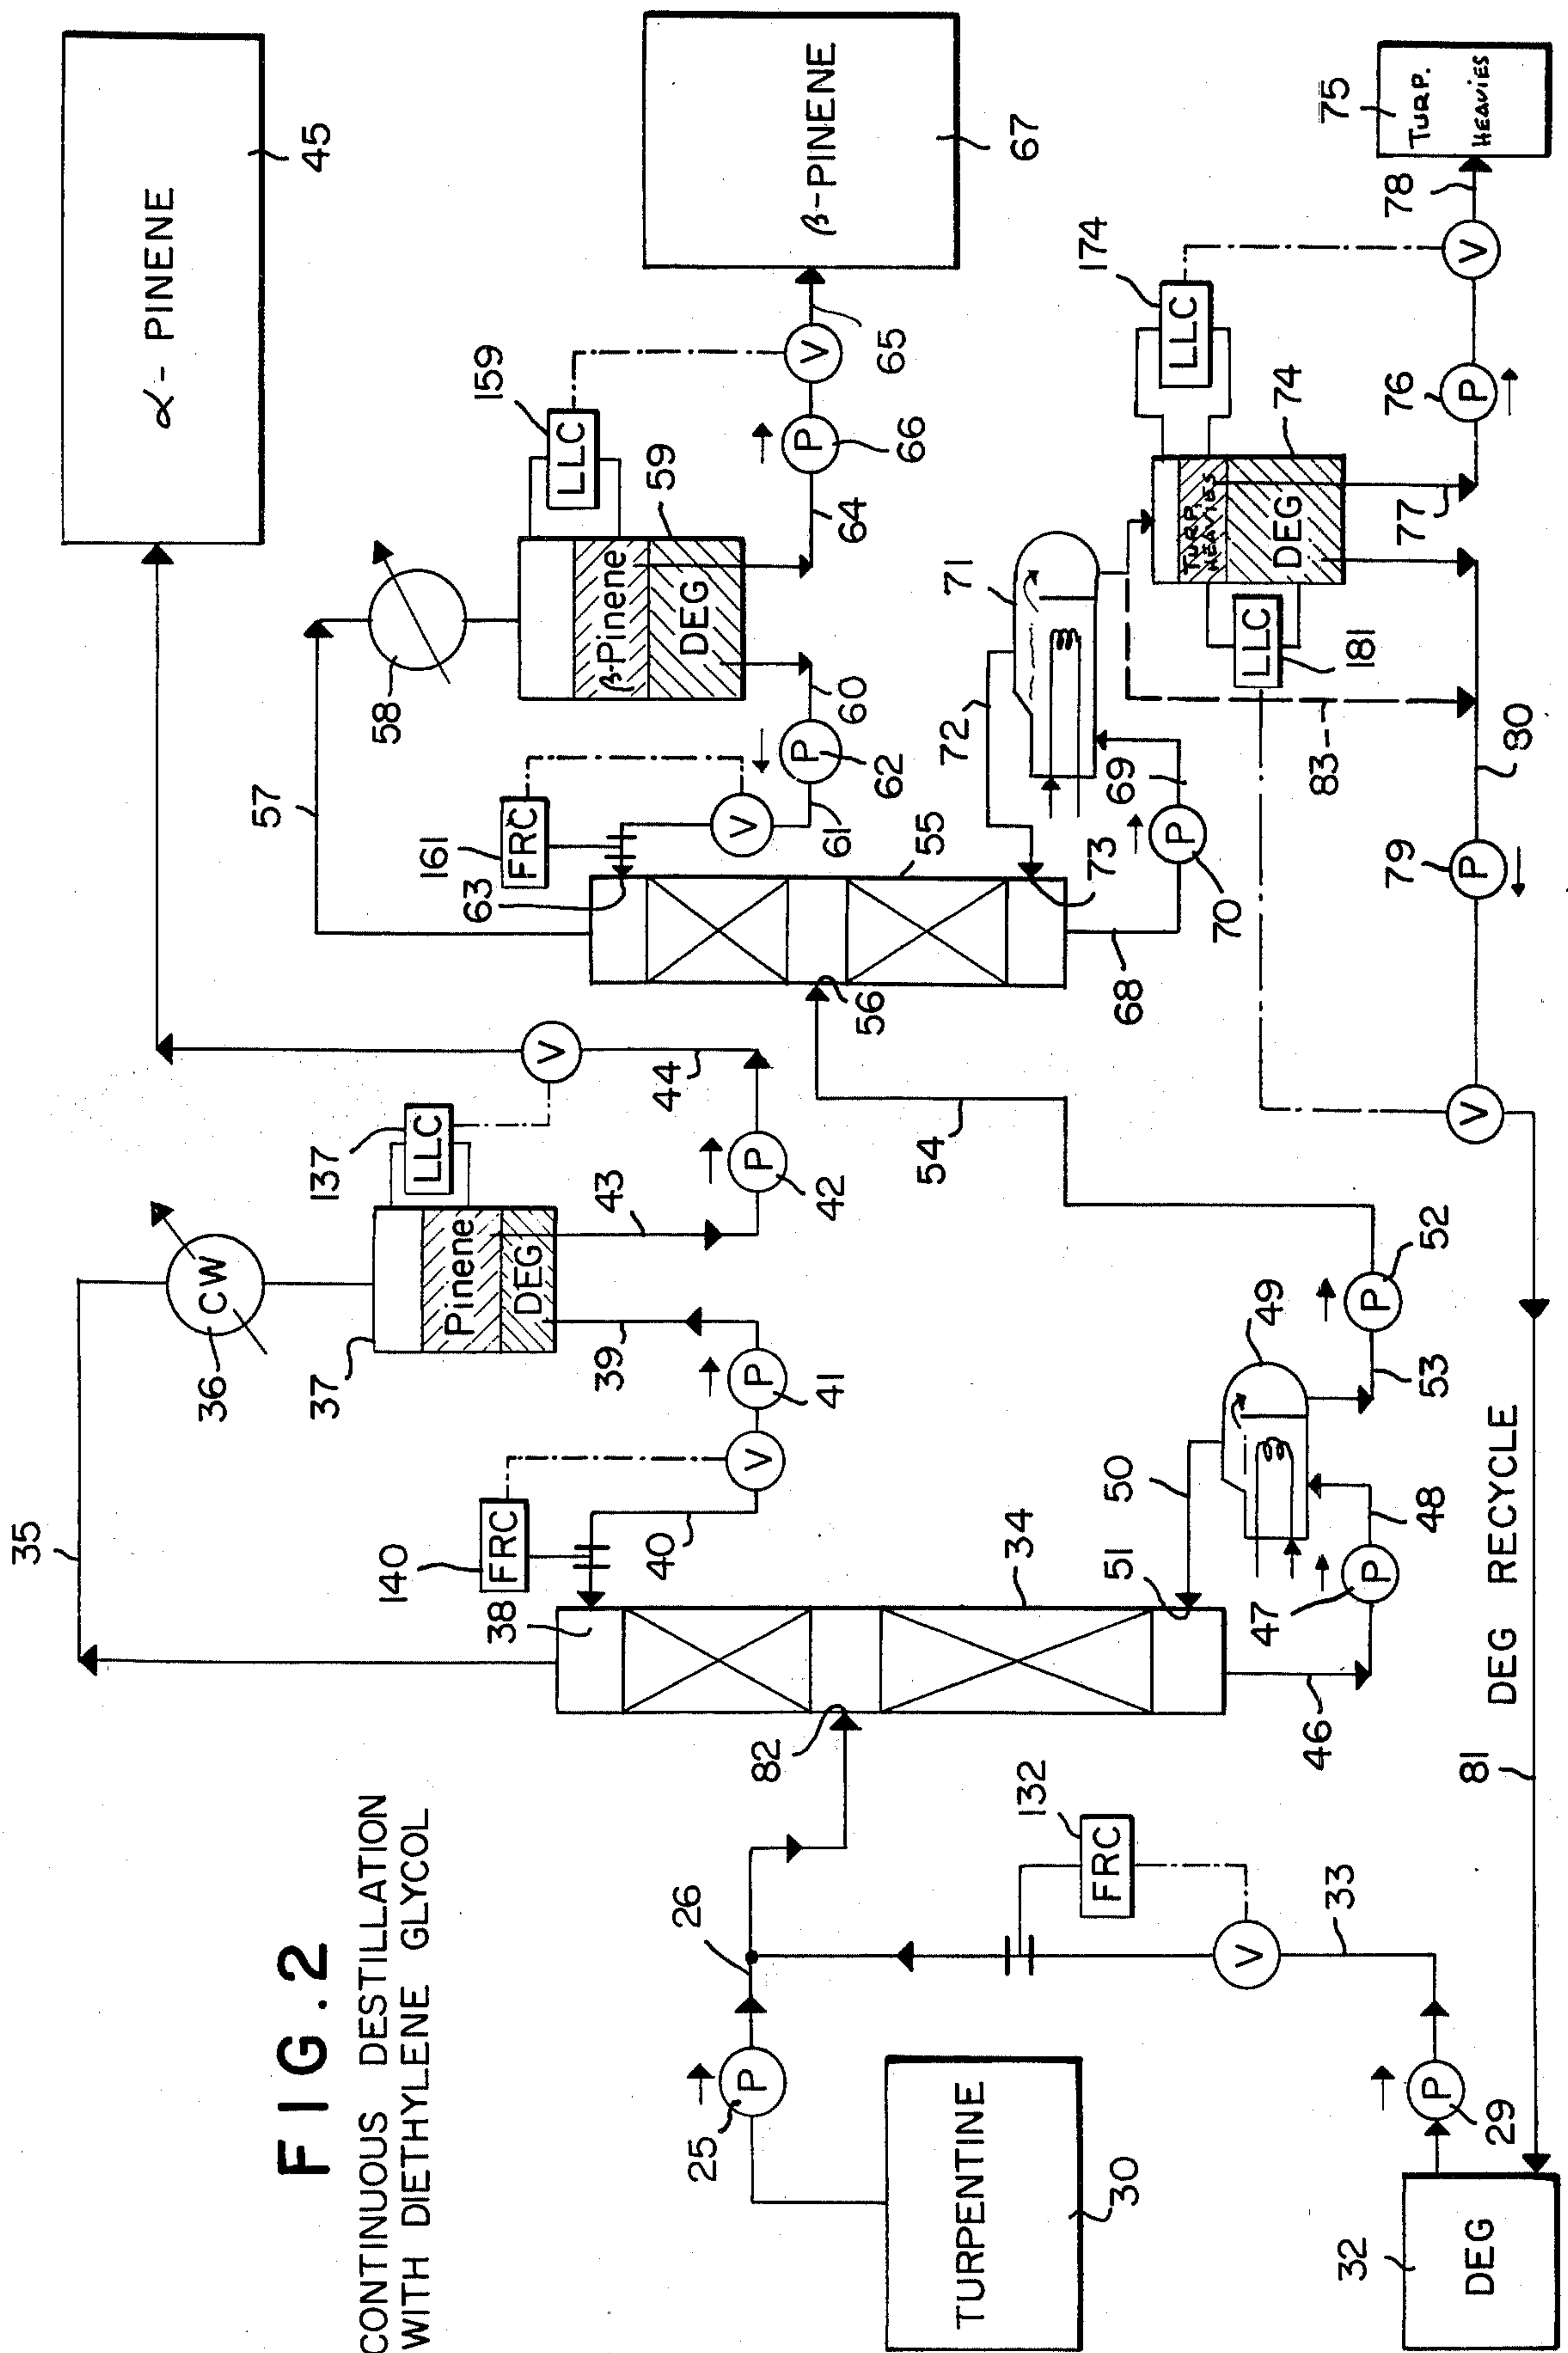 FIG.2
CONTINUOUS DESTILLATION
WITH DIETHYLENE GLYCOL
α- PINENE
45
35
36
CW
37
Pinene
DEG
137
LLC
V
44
43
P
42
39
P
41
V
140
FRC
40
38
34
82
51
50
49
47
P
48
46
53
P
52
54
26
25
P
TURPENTINE
30
132
FRC
V
33
P
29
32
DEG
81
DEG RECYCLE
57
58
β-Pinene
DEG
59
159
LLC
60
P
62
61
V
161
FRC
63
64
P
66
V
65
β-PINENE
67
55
56
73
72
71
68
P
70
69
TURP.
HEAVIES
DEG
74
174
LLC
LLC
181
83
77
P
76
V
78
75
TURP.
HEAVIES
80
P
79
V